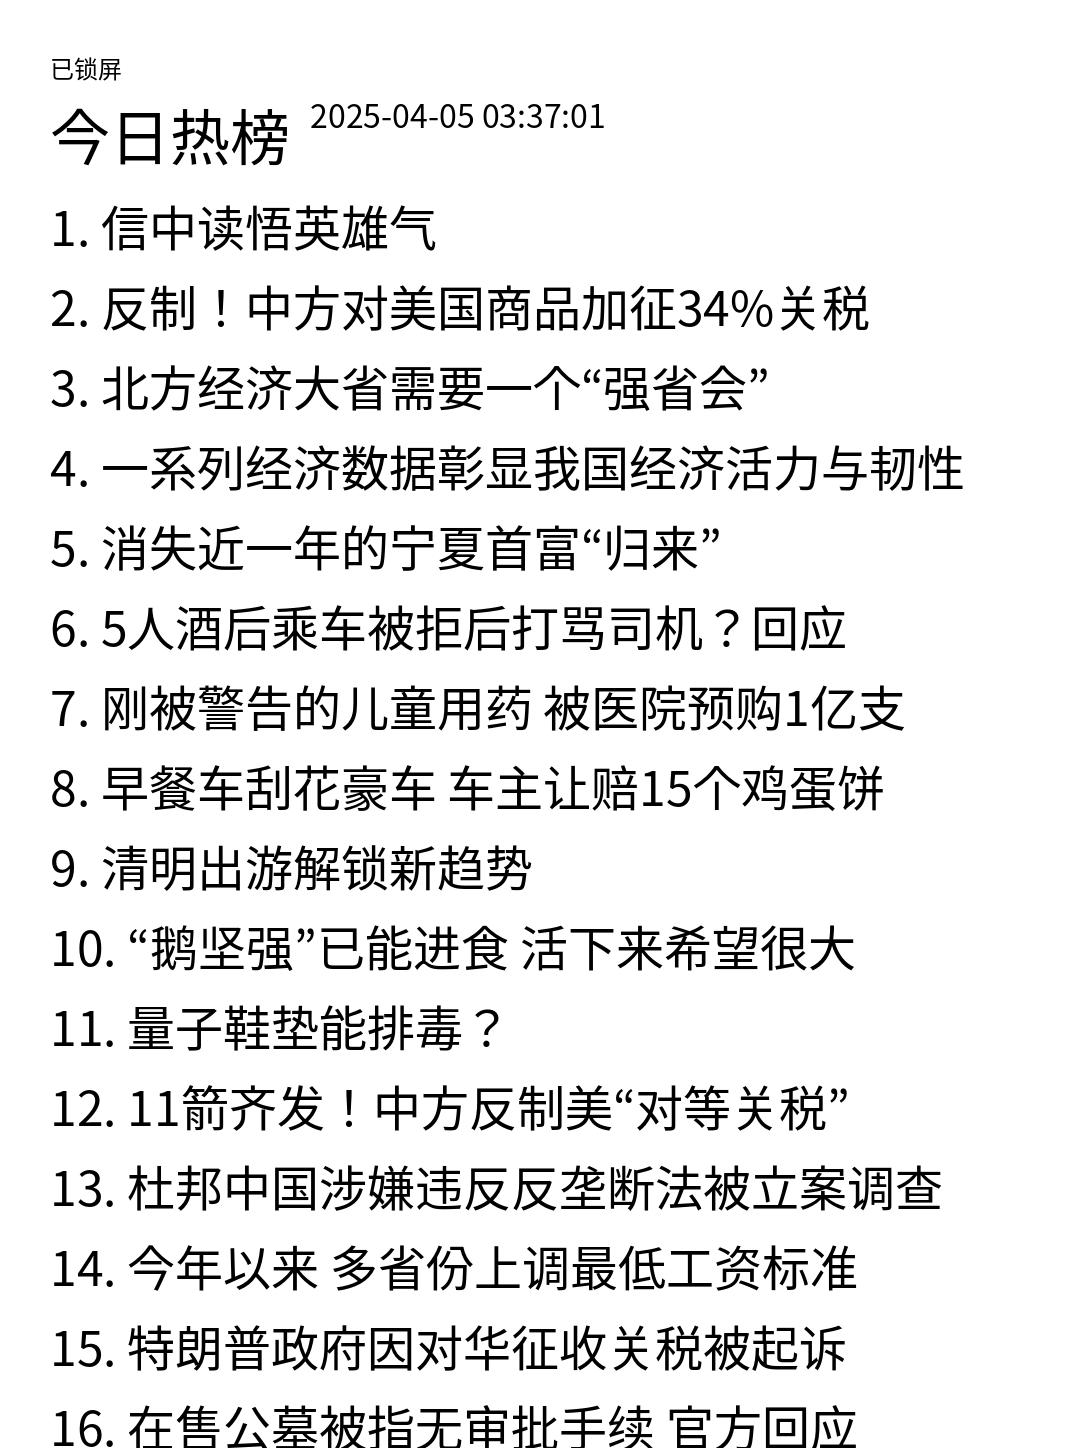 已锁屏
今日热榜 2025-04-05 03:37:01
1. 信中读悟英雄气
2. 反制！中方对美国商品加征34%关税
3. 北方经济大省需要一个“强省会”
4. 一系列经济数据彰显我国经济活力与韧性
5. 消失近一年的宁夏首富“归来”
6. 5人酒后乘车被拒后打骂司机？回应
7. 刚被警告的儿童用药 被医院预购1亿支
8. 早餐车刮花豪车 车主让赔15个鸡蛋饼
9. 清明出游解锁新趋势
10. “鹅坚强”已能进食 活下来希望很大
11. 量子鞋垫能排毒？
12. 11箭齐发！中方反制美“对等关税”
13. 杜邦中国涉嫌违反反垄断法被立案调查
14. 今年以来 多省份上调最低工资标准
15. 特朗普政府因对华征收关税被起诉
16. 在售公墓被指无审批手续 官方回应